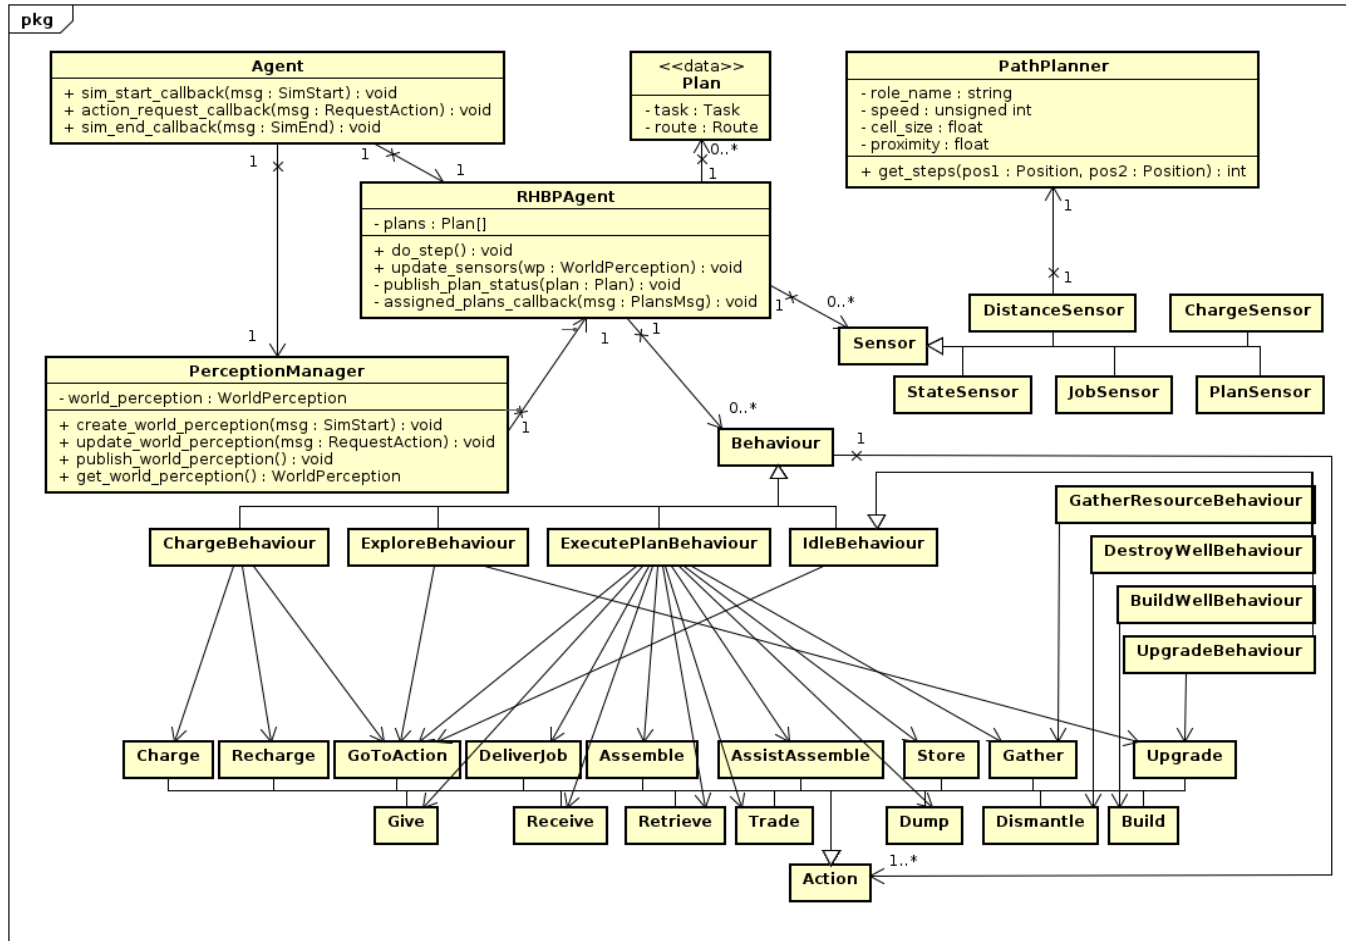 pkg
Agent
+ sim_start_callback(msg : SimStart) : void
+ action_request_callback(msg : RequestAction) : void
+ sim_end_callback(msg : SimEnd) : void
<<data>>
Plan
- task : Task
- route : Route
PathPlanner
- role_name : string
- speed : unsigned int
- cell_size : float
- proximity : float
+ get_steps(pos1 : Position, pos2 : Position) : int
1
1
1
0..*
1
1
1
RHBPAgent
- plans : Plan[]
+ do_step() : void
+ update_sensors(wp : WorldPerception) : void
- publish_plan_status(plan : Plan) : void
- assigned_plans_callback(msg : PlansMsg) : void
1
0..*
DistanceSensor
ChargeSensor
Sensor
StateSensor
JobSensor
PlanSensor
1
1
1
PerceptionManager
- world_perception : WorldPerception
+ create_world_perception(msg : SimStart) : void
+ update_world_perception(msg : RequestAction) : void
+ publish_world_perception() : void
+ get_world_perception() : WorldPerception
1
0..*
Behaviour
1
ChargeBehaviour
ExploreBehaviour
ExecutePlanBehaviour
IdleBehaviour
GatherResourceBehaviour
DestroyWellBehaviour
BuildWellBehaviour
UpgradeBehaviour
Charge
Recharge
GoToAction
DeliverJob
Assemble
AssistAssemble
Store
Gather
Upgrade
Give
Receive
Retrieve
Trade
Dump
Dismantle
Build
Action
1..*